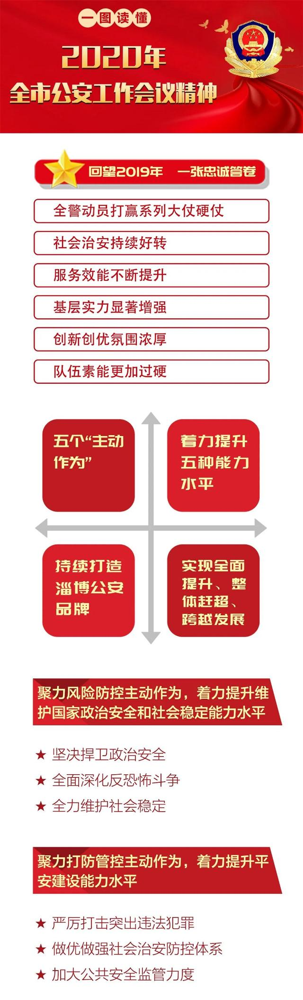 一图读懂
2020年
全市公安工作会议精神
回望2019年 一张忠诚答卷
全警动员打赢系列大仗硬仗
社会治安持续好转
服务效能不断提升
基层实力显著增强
创新创优氛围浓厚
队伍素能更加过硬
五个“主动
作为”
着力提升
五种能力
水平
持续打造
淄博公安
品牌
实现全面
提升、整
体赶超、
跨越发展
聚力风险防控主动作为，着力提升维
护国家政治安全和社会稳定能力水平
★ 坚决捍卫政治安全
★ 全面深化反恐怖斗争
★ 全力维护社会稳定
聚力打防管控主动作为，着力提升平
安建设能力水平
★ 严厉打击突出违法犯罪
★ 做优做强社会治安防控体系
★ 加大公共安全监管力度